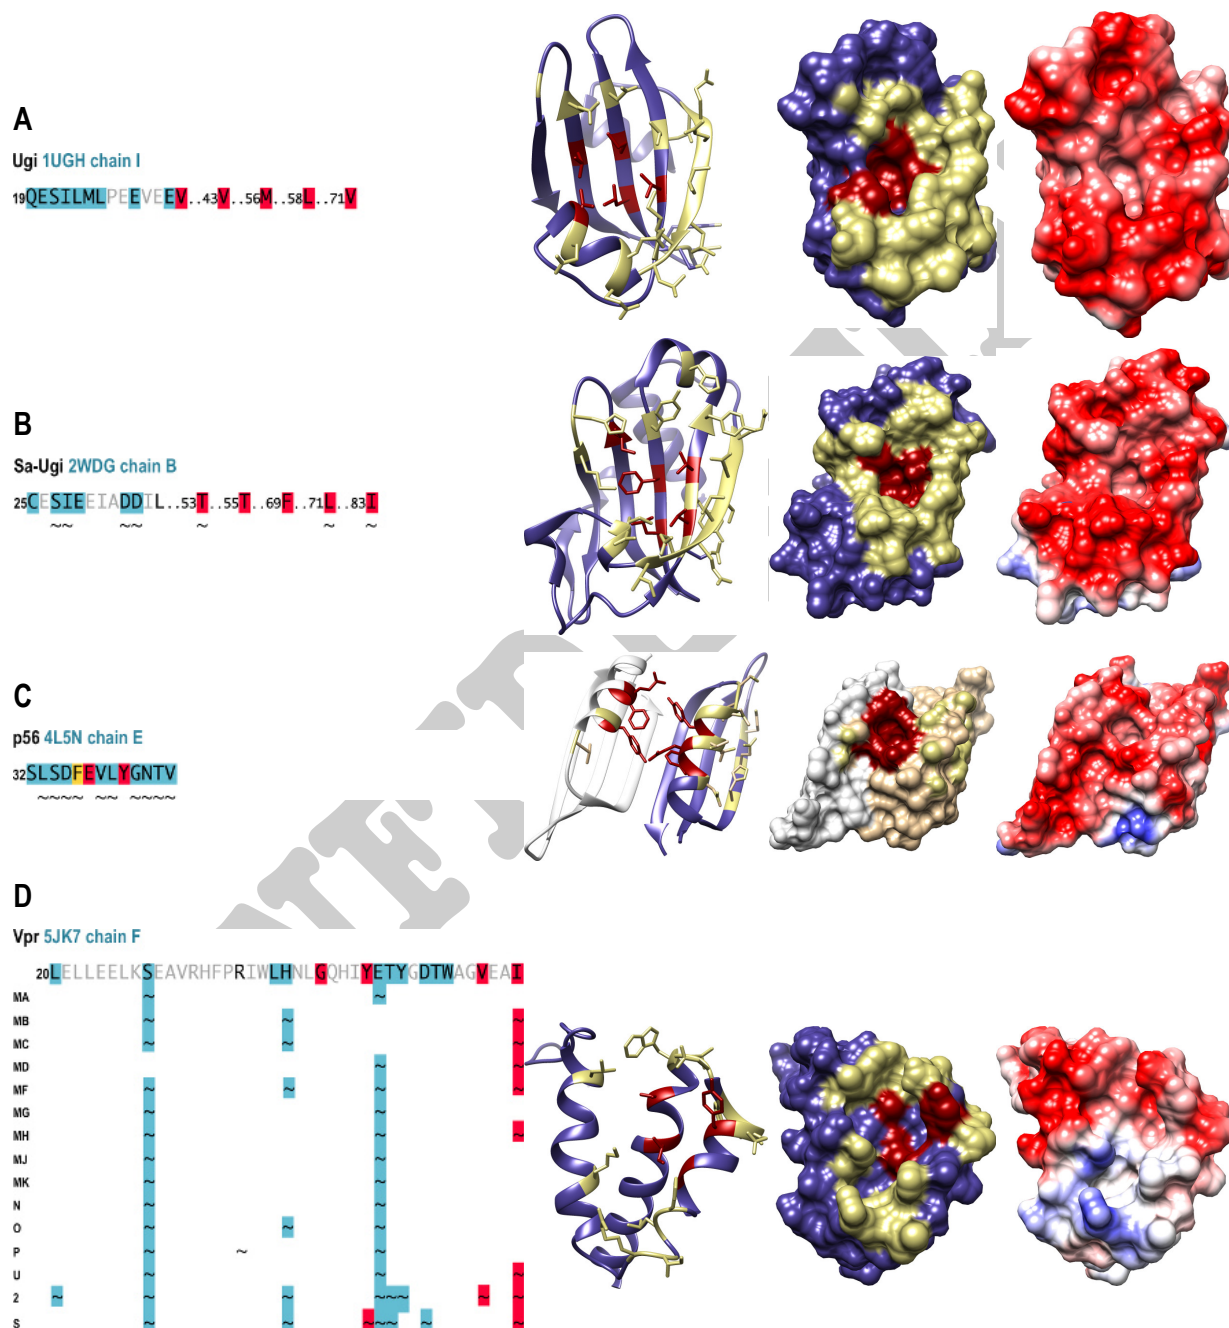 A
Ugi 1UGH chain I
19QESILMLPEEVEEV..43V..56M..58L..71V
B
Sa-Ugi 2WDG chain B
25CESIEEIADDIL..53T..55T..69F..71L..83I
~~ ~~ ~ ~ ~
C
p56 4L5N chain E
32SLSDFEVLYGNTV
~~~~ ~~ ~~~~
D
Vpr 5JK7 chain F
20LELLEELKSEAVRHFPRIWLHNLGQHIYETYGDTWAGVEAI
MA ~ ~
MB ~ ~ ~
MC ~ ~ ~
MD ~ ~
MF ~ ~ ~ ~
MG ~ ~
MH ~ ~ ~
MJ ~ ~
MK ~ ~
N ~ ~
O ~ ~ ~
P ~ ~ ~
U ~ ~ ~
2 ~ ~ ~ ~~~ ~ ~
S ~ ~ ~~~ ~ ~